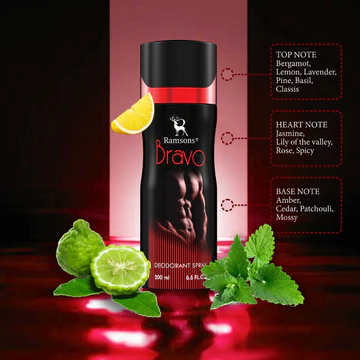 TOP NOTE
Bergamot,
Lemon, Lavender,
Pine, Basil,
Classis
HEART NOTE
Jasmine,
Lily of the valley,
Rose, Spicy
BASE NOTE
Amber,
Cedar, Patchouli,
Mossy
Ramsons®
Bravo
DEODORANT SPRAY
200 ml 6.6 FL.O